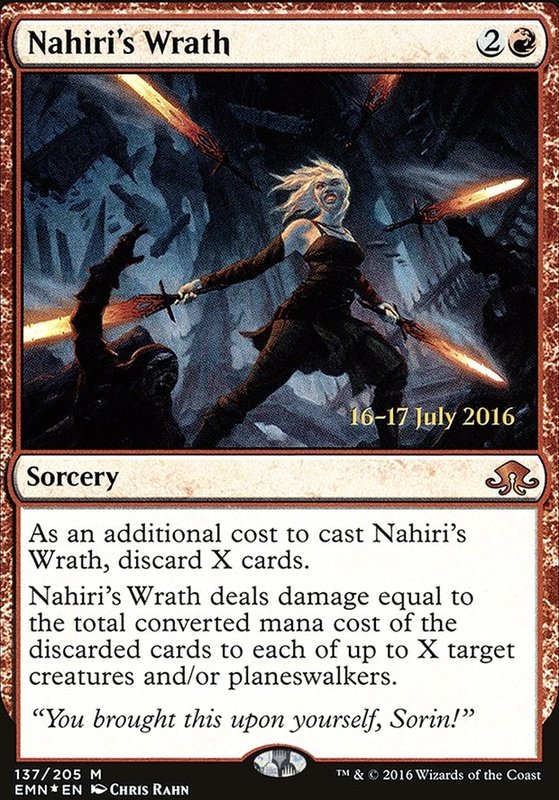 Nahiri's Wrath 2
16–17 July 2016
Sorcery
As an additional cost to cast Nahiri's
Wrath, discard X cards.
Nahiri's Wrath deals damage equal to
the total converted mana cost of the
discarded cards to each of up to X target
creatures and/or planeswalkers.
“You brought this upon yourself, Sorin!”
137/205 M
EMN★EN Chris Rahn
™ & © 2016 Wizards of the Coast